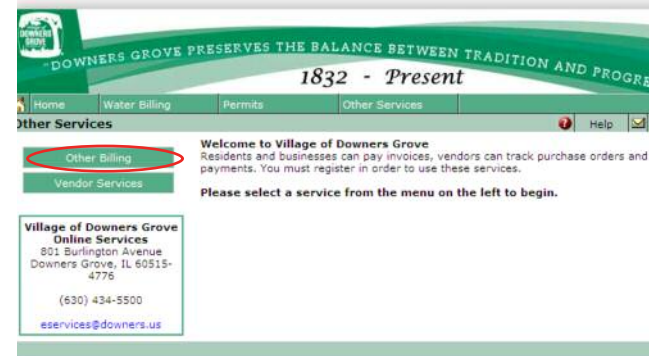 DOWNERS
GROVE
"DOWNERS GROVE PRESERVES THE BALANCE BETWEEN TRADITION AND PROGRE
1832 - Present
Home Water Billing Permits Other Services
Other Services Help
Other Billing
Vendor Services
Welcome to Village of Downers Grove
Residents and businesses can pay invoices, vendors can track purchase orders and
payments. You must register in order to use these services.
Please select a service from the menu on the left to begin.
Village of Downers Grove
Online Services
801 Burlington Avenue
Downers Grove, IL 60515-
4776
(630) 434-5500
eservices@downers.us